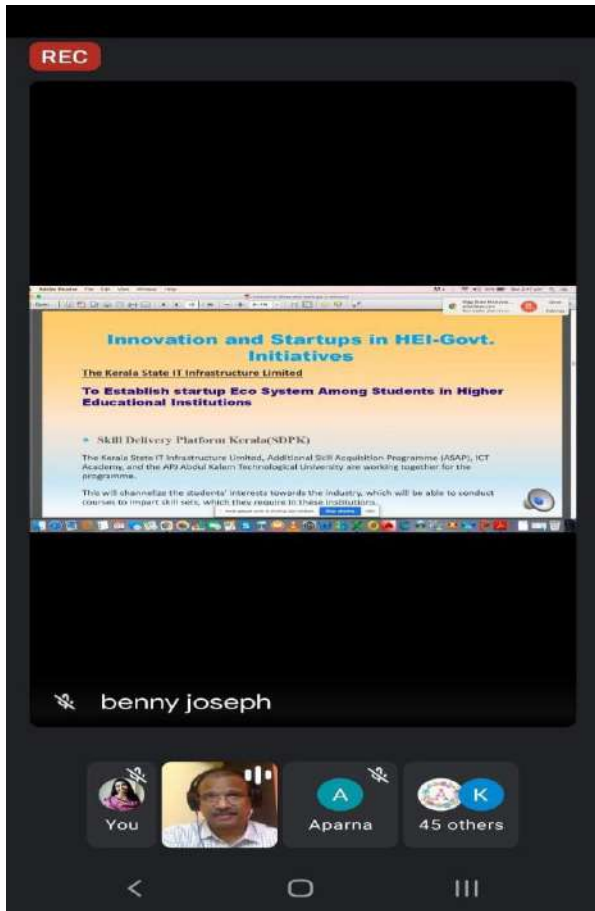 REC
Innovation and Startups in HEI-Govt.
Initiatives
The Kerala State IT Infrastructure Limited
To Establish startup Eco System Among Students in Higher
Educational Institutions
Skill Delivery Platform Kerala(SDPK)
The Kerala State IT Infrastructure Limited, Additional Skill Acquisition Programme (ASAP), ICT
Academy, and the APJ Abdul Kalam Technological University are working together for the
programme.
This will channelize the students' interests towards the industry, which will be able to conduct
courses to impart skill sets, which they require in these institutions.
benny joseph
A
A
K
You
Aparna
45 others